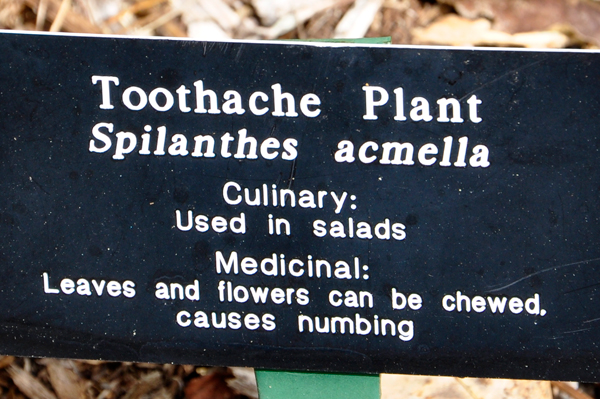 Toothache Plant
Spilanthes acmella
Culinary:
Used in salads
Medicinal:
Leaves and flowers can be chewed,
causes numbing